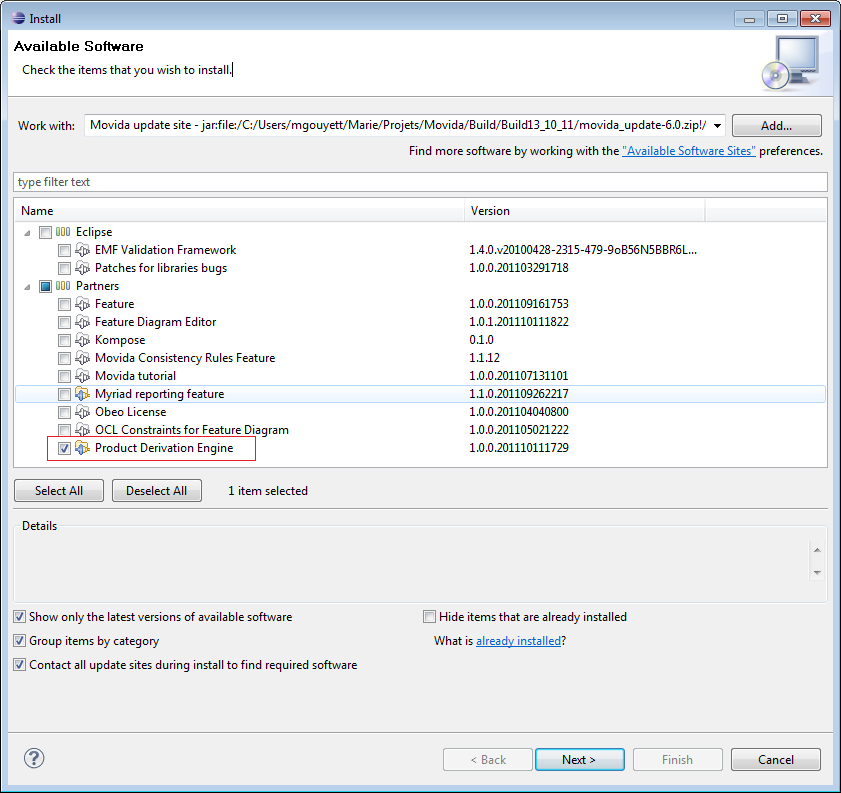 Install
Available Software
Check the items that you wish to install.
Work with: Movida update site - jar:file:/C:/Users/mgouyett/Marie/Projets/Movida/Build/Build13_10_11/movida_update-6.0.zip!/ Add...
Find more software by working with the "Available Software Sites" preferences.
type filter text
Name Version
Eclipse
EMF Validation Framework 1.4.0.v20100428-2315-479-9oB56N5BBR6L...
Patches for libraries bugs 1.0.0.201103291718
Partners
Feature 1.0.0.201109161753
Feature Diagram Editor 1.0.1.201110111822
Kompose 0.1.0
Movida Consistency Rules Feature 1.1.12
Movida tutorial 1.0.0.201107131101
Myriad reporting feature 1.1.0.201109262217
Obeo License 1.0.0.201104040800
OCL Constraints for Feature Diagram 1.0.0.201105021222
Product Derivation Engine 1.0.0.201110111729
Select All Deselect All 1 item selected
Details
Show only the latest versions of available software Hide items that are already installed
Group items by category What is already installed?
Contact all update sites during install to find required software
? < Back Next > Finish Cancel